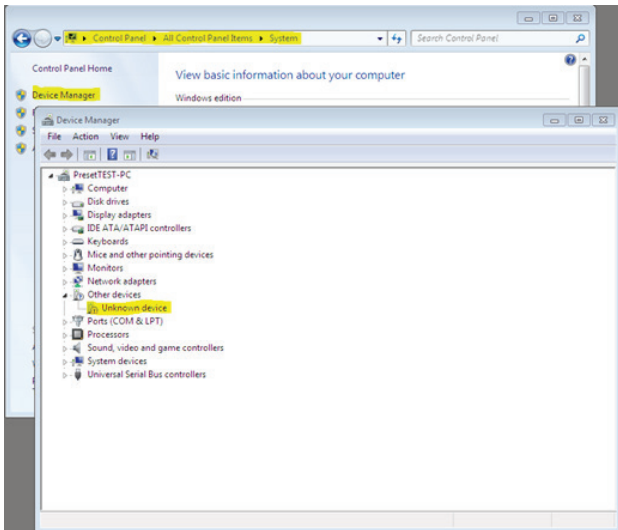 Control Panel ▸ All Control Panel Items ▸ System
Search Control Panel
Control Panel Home
View basic information about your computer
Device Manager
Windows edition
Device Manager
File Action View Help
PresetTEST-PC
Computer
Disk drives
Display adapters
IDE ATA/ATAPI controllers
Keyboards
Mice and other pointing devices
Monitors
Network adapters
Other devices
Unknown device
Ports (COM & LPT)
Processors
Sound, video and game controllers
System devices
Universal Serial Bus controllers